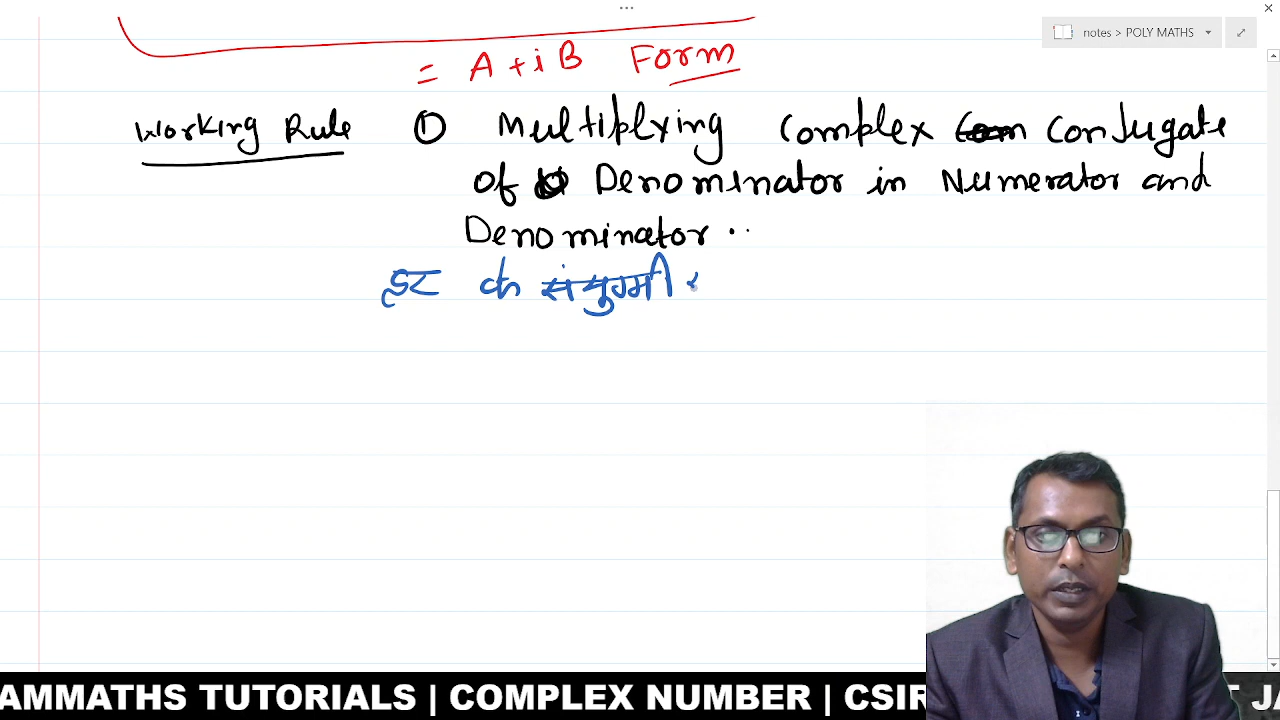 notes > POLY MATHS
= A + i B Form
Working Rule ① Multiplying Complex Conjugate
of Denominator in Numerator and
Denominator ..
हर के संयुग्मी
AMMATHS TUTORIALS | COMPLEX NUMBER | CSIR